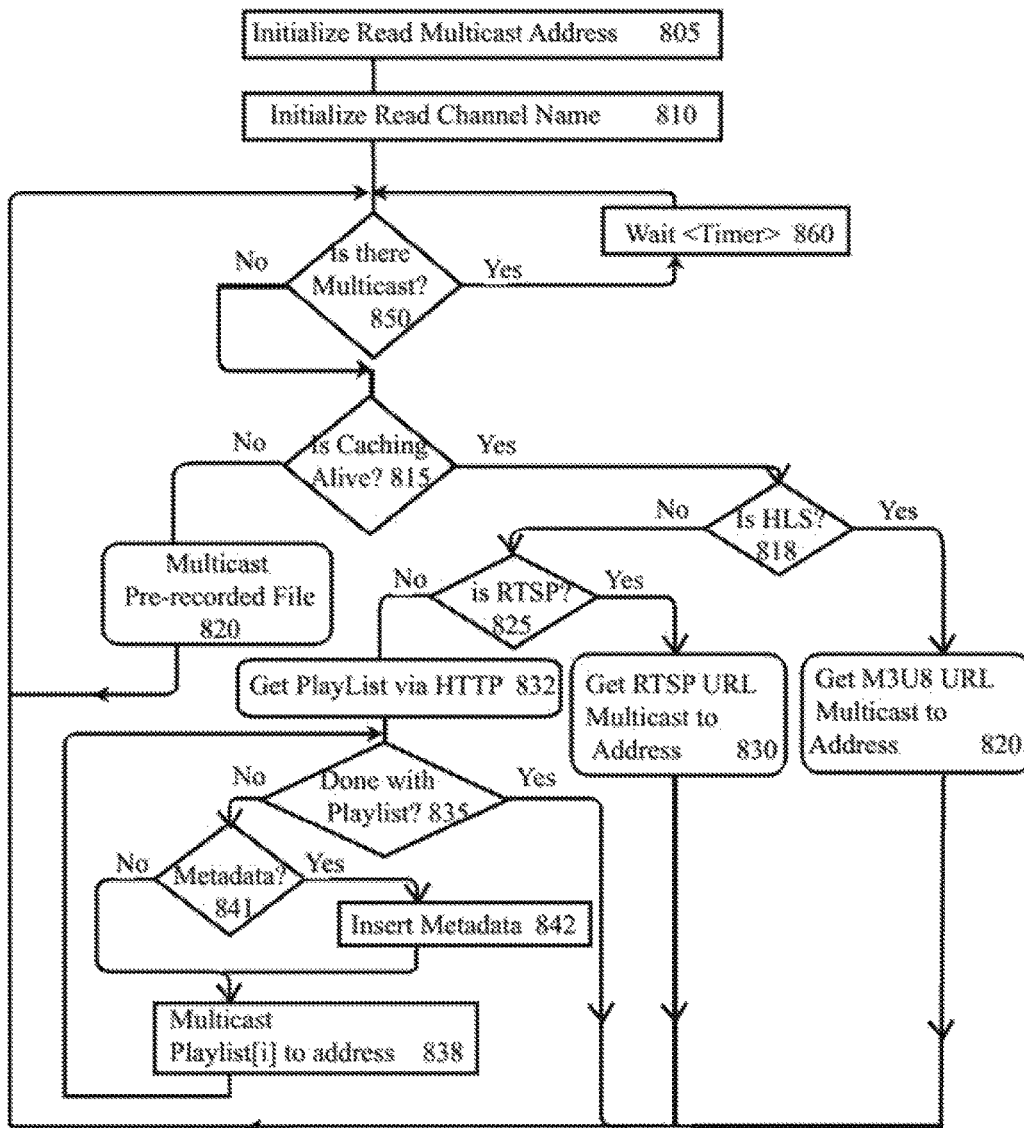 Initialize Read Multicast Address 805
Initialize Read Channel Name 810
Wait <Timer> 860
No
Is there
Multicast?
850
Yes
No
Is Caching
Alive? 815
Yes
No
Is HLS?
818
Yes
Multicast
Pre-recorded File
820
No
is RTSP?
825
Yes
Get PlayList via HTTP 832
Get RTSP URL
Multicast to
Address 830
Get M3U8 URL
Multicast to
Address 820
No
Done with
Playlist? 835
Yes
No
Metadata?
841
Yes
Insert Metadata 842
Multicast
Playlist[i] to address 838